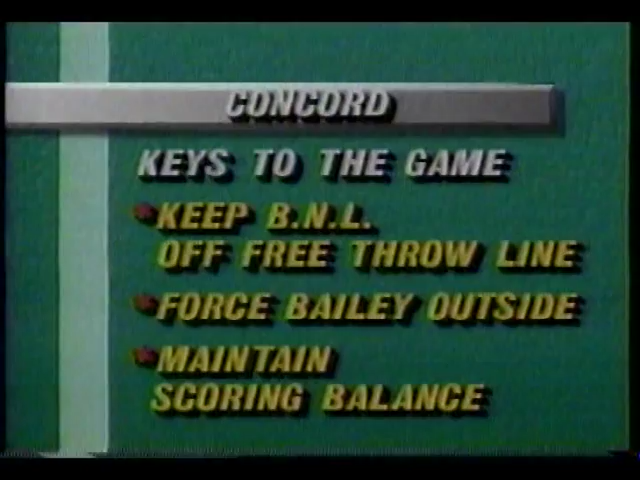 CONCORD
KEYS TO THE GAME
*KEEP B.N.L.
OFF FREE THROW LINE
*FORCE BAILEY OUTSIDE
*MAINTAIN
SCORING BALANCE